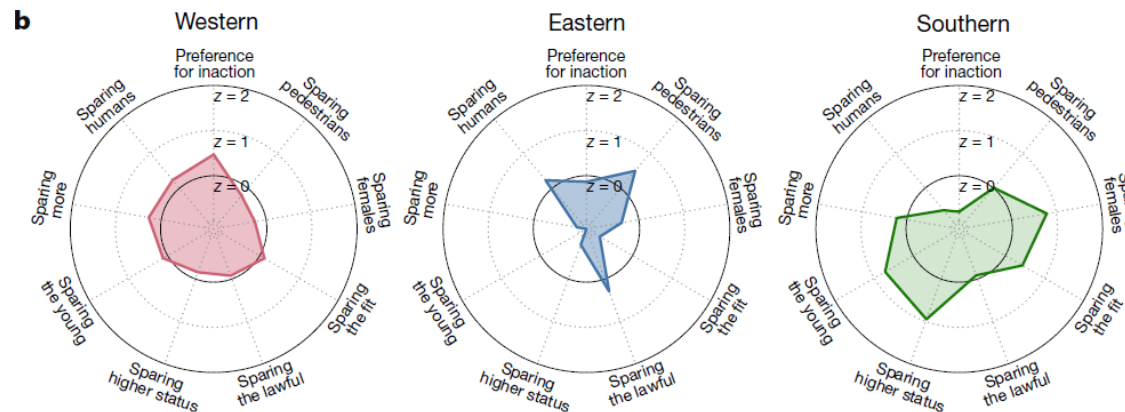 b
Western
Preference
for inaction
Sparing
pedestrians
Sparing
females
Sparing
the fit
Sparing
the lawful
Sparing
higher status
Sparing
the young
Sparing
more
Sparing
humans
z = 2
z = 1
z = 0
Eastern
Preference
for inaction
Sparing
pedestrians
Sparing
females
Sparing
the fit
Sparing
the lawful
Sparing
higher status
Sparing
the young
Sparing
more
Sparing
humans
z = 2
z = 1
z = 0
Southern
Preference
for inaction
Sparing
pedestrians
Sparing
females
Sparing
the fit
Sparing
the lawful
Sparing
higher status
Sparing
the young
Sparing
more
Sparing
humans
z = 2
z = 1
z = 0